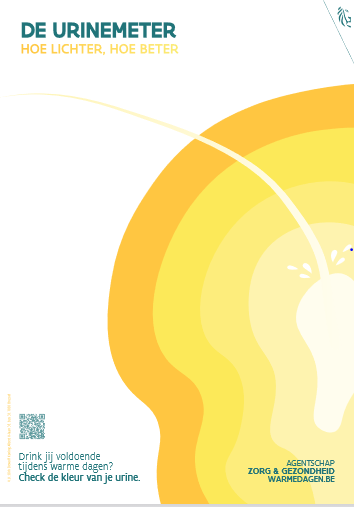 DE URINEMETER
HOE LICHTER, HOE BETER
Drink jij voldoende
tijdens warme dagen?
Check de kleur van je urine.
AGENTSCHAP
ZORG & GEZONDHEID
WARMEDAGEN.BE